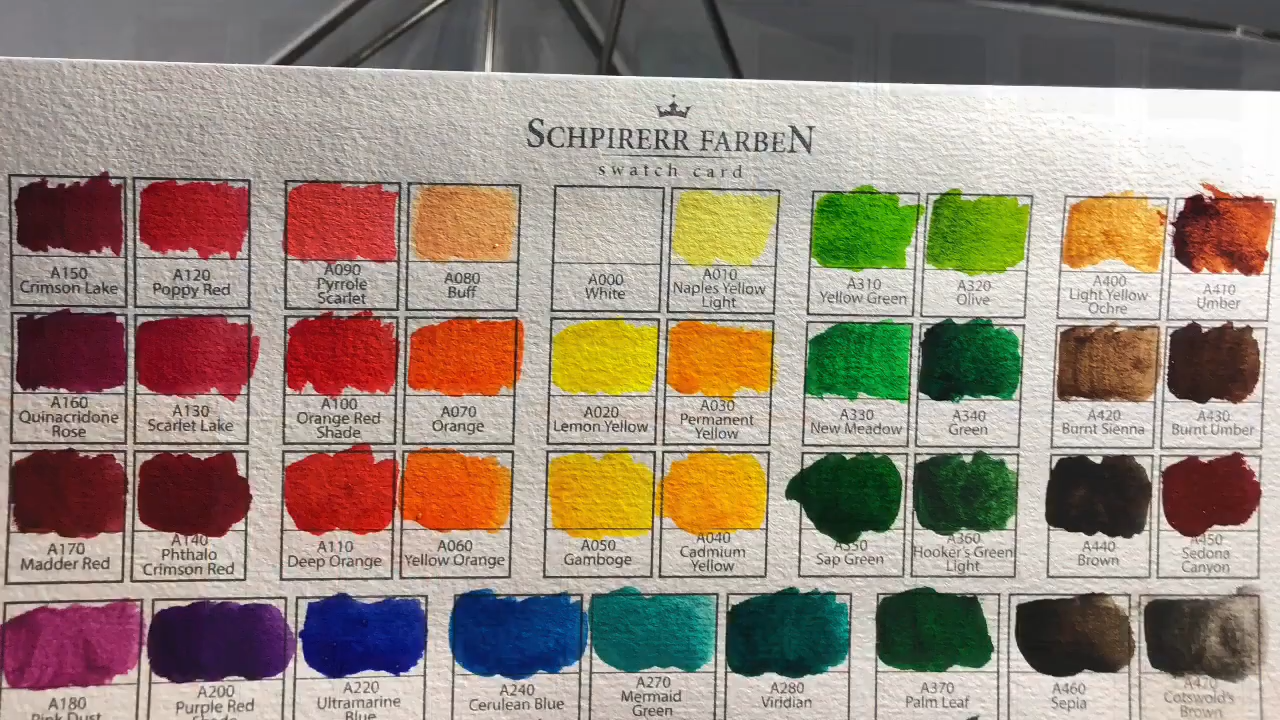 SCHPIRERR FARBEN
swatch card
A150
Crimson Lake
A120
Poppy Red
A090
Pyrrole
Scarlet
A080
Buff
A000
White
A010
Naples Yellow
Light
A310
Yellow Green
A320
Olive
A400
Light Yellow
Ochre
A410
Umber
A160
Quinacridone
Rose
A130
Scarlet Lake
A100
Orange Red
Shade
A070
Orange
A020
Lemon Yellow
A030
Permanent
Yellow
A330
New Meadow
A340
Green
A420
Burnt Sienna
A430
Burnt Umber
A170
Madder Red
A140
Phthalo
Crimson Red
A110
Deep Orange
A060
Yellow Orange
A050
Gamboge
A040
Cadmium
Yellow
A350
Sap Green
A360
Hooker's Green
Light
A440
Brown
A450
Sedona
Canyon
A180
Pink Dust
A200
Purple Red
Shade
A220
Ultramarine
Blue
A240
Cerulean Blue
A270
Mermaid
Green
A280
Viridian
A370
Palm Leaf
A460
Sepia
A470
Cotswold's
Brown